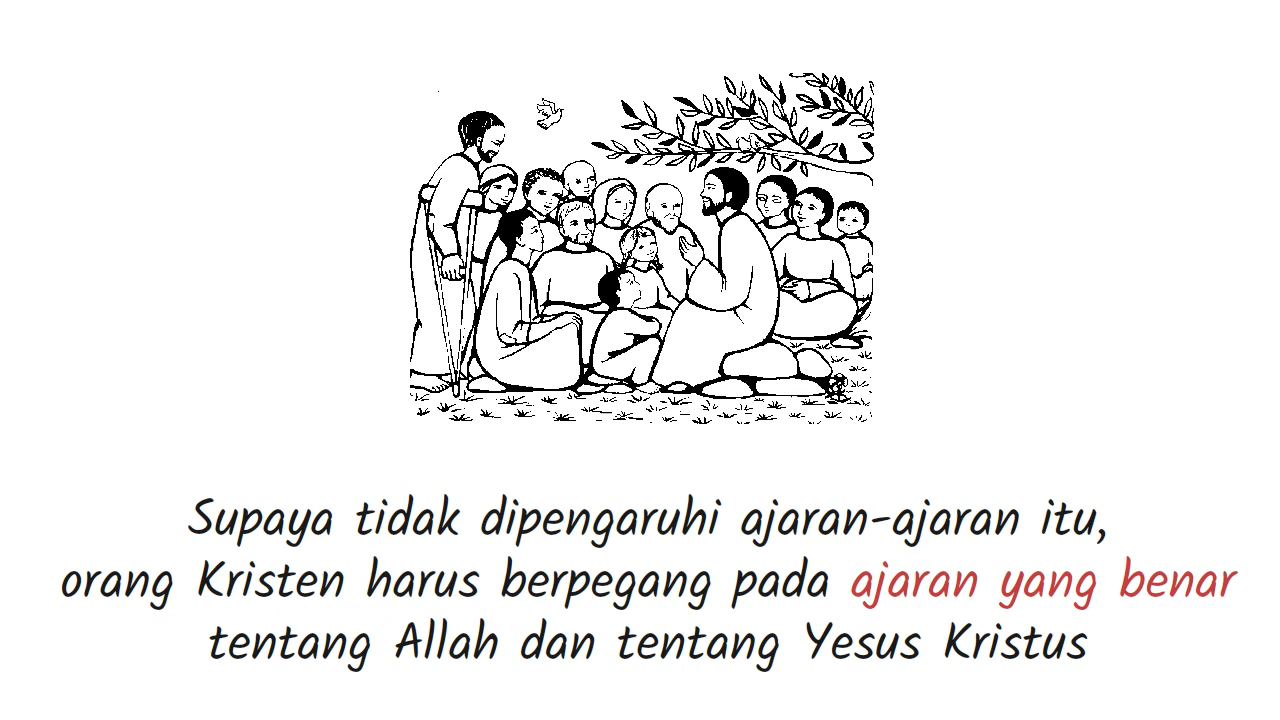 Supaya tidak dipengaruhi ajaran-ajaran itu,
orang Kristen harus berpegang pada ajaran yang benar
tentang Allah dan tentang Yesus Kristus